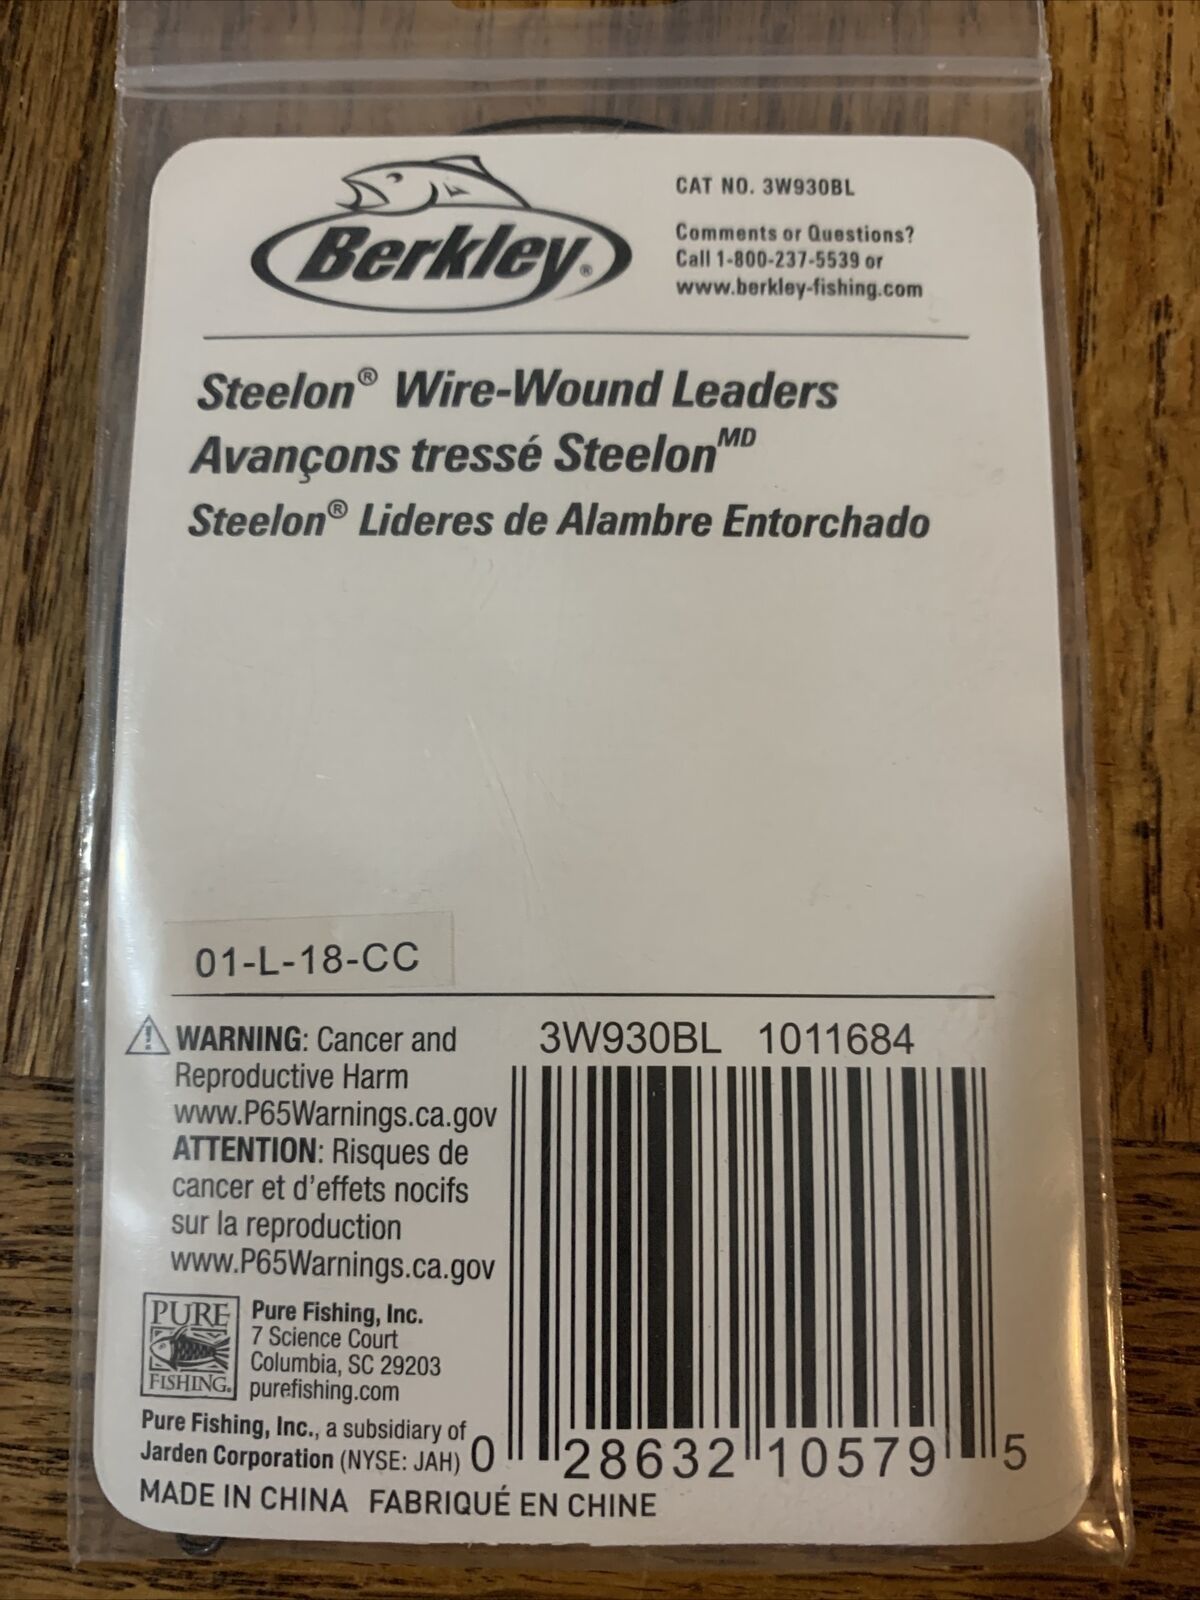 Berkley®
CAT NO. 3W930BL
Comments or Questions?
Call 1-800-237-5539 or
www.berkley-fishing.com
Steelon® Wire-Wound Leaders
Avançons tressé Steelon MD
Steelon® Lideres de Alambre Entorchado
01-L-18-CC
WARNING: Cancer and
Reproductive Harm
www.P65Warnings.ca.gov
ATTENTION: Risques de
cancer et d'effets nocifs
sur la reproduction
www.P65Warnings.ca.gov
3W930BL 1011684
PURE
FISHING.
Pure Fishing, Inc.
7 Science Court
Columbia, SC 29203
purefishing.com
Pure Fishing, Inc., a subsidiary of
Jarden Corporation (NYSE: JAH)
0 28632 10579 5
MADE IN CHINA FABRIQUÉ EN CHINE